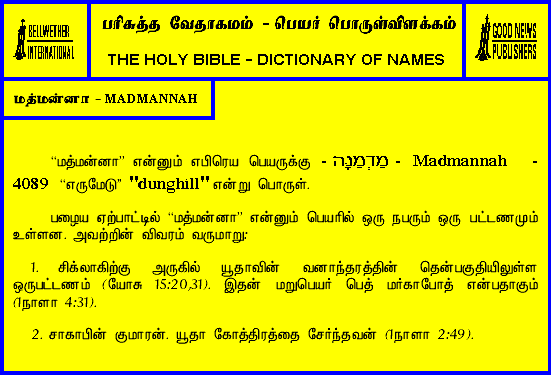 BELLWETHER
INTERNATIONAL
பரிசுத்த வேதாகமம் - பெயர் பொருள்விளக்கம்
THE HOLY BIBLE - DICTIONARY OF NAMES
GOOD NEWS
PUBLISHERS
மத்மன்னா - MADMANNAH
“மத்மன்னா” என்னும் எபிரெய பெயருக்கு - מַדְמַנָּה - Madmannah -
4089 “எருமேடு” "dunghill" என்று பொருள்.
பழைய ஏற்பாட்டில் “மத்மன்னா” என்னும் பெயரில் ஒரு நபரும் ஒரு பட்டணமும்
உள்ளன. அவற்றின் விவரம் வருமாறு:
1. சிக்லாகிற்கு அருகில் யூதாவின் வனாந்தரத்தின் தென்பகுதியிலுள்ள
ஒருபட்டணம் (யோசு 15:20,31). இதன் மறுபெயர் பெத் மர்காபோத் என்பதாகும்
(1நாளா 4:31).
2. சாகாபின் குமாரன். யூதா கோத்திரத்தை சேர்ந்தவன் (1நாளா 2:49).